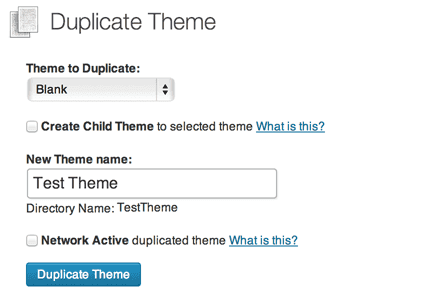 Duplicate Theme
Theme to Duplicate:
Blank
Create Child Theme to selected theme What is this?
New Theme name:
Test Theme
Directory Name: TestTheme
Network Active duplicated theme What is this?
Duplicate Theme